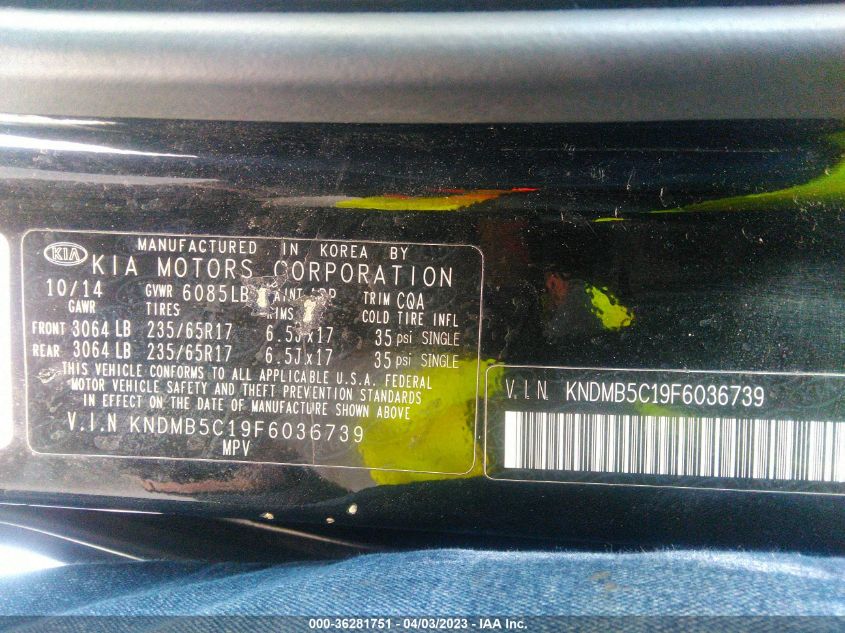 KIA
MANUFACTURED IN KOREA BY
KIA MOTORS CORPORATION
10/14 GVWR 6085LB TRIM CQA
GAWR TIRES COLD TIRE INFL
FRONT 3064 LB 235/65R17 6.5J×17 35 psi SINGLE
REAR 3064 LB 235/65R17 6.5J×17 35 psi SINGLE
THIS VEHICLE CONFORMS TO ALL APPLICABLE U.S.A. FEDERAL
MOTOR VEHICLE SAFETY AND THEFT PREVENTION STANDARDS
IN EFFECT ON THE DATE OF MANUFACTURE SHOWN ABOVE
V.I.N KNDMB5C19F6036739
MPV
V.I.N. KNDMB5C19F6036739
000-36281751 — 04/03/2023 — IAA Inc.